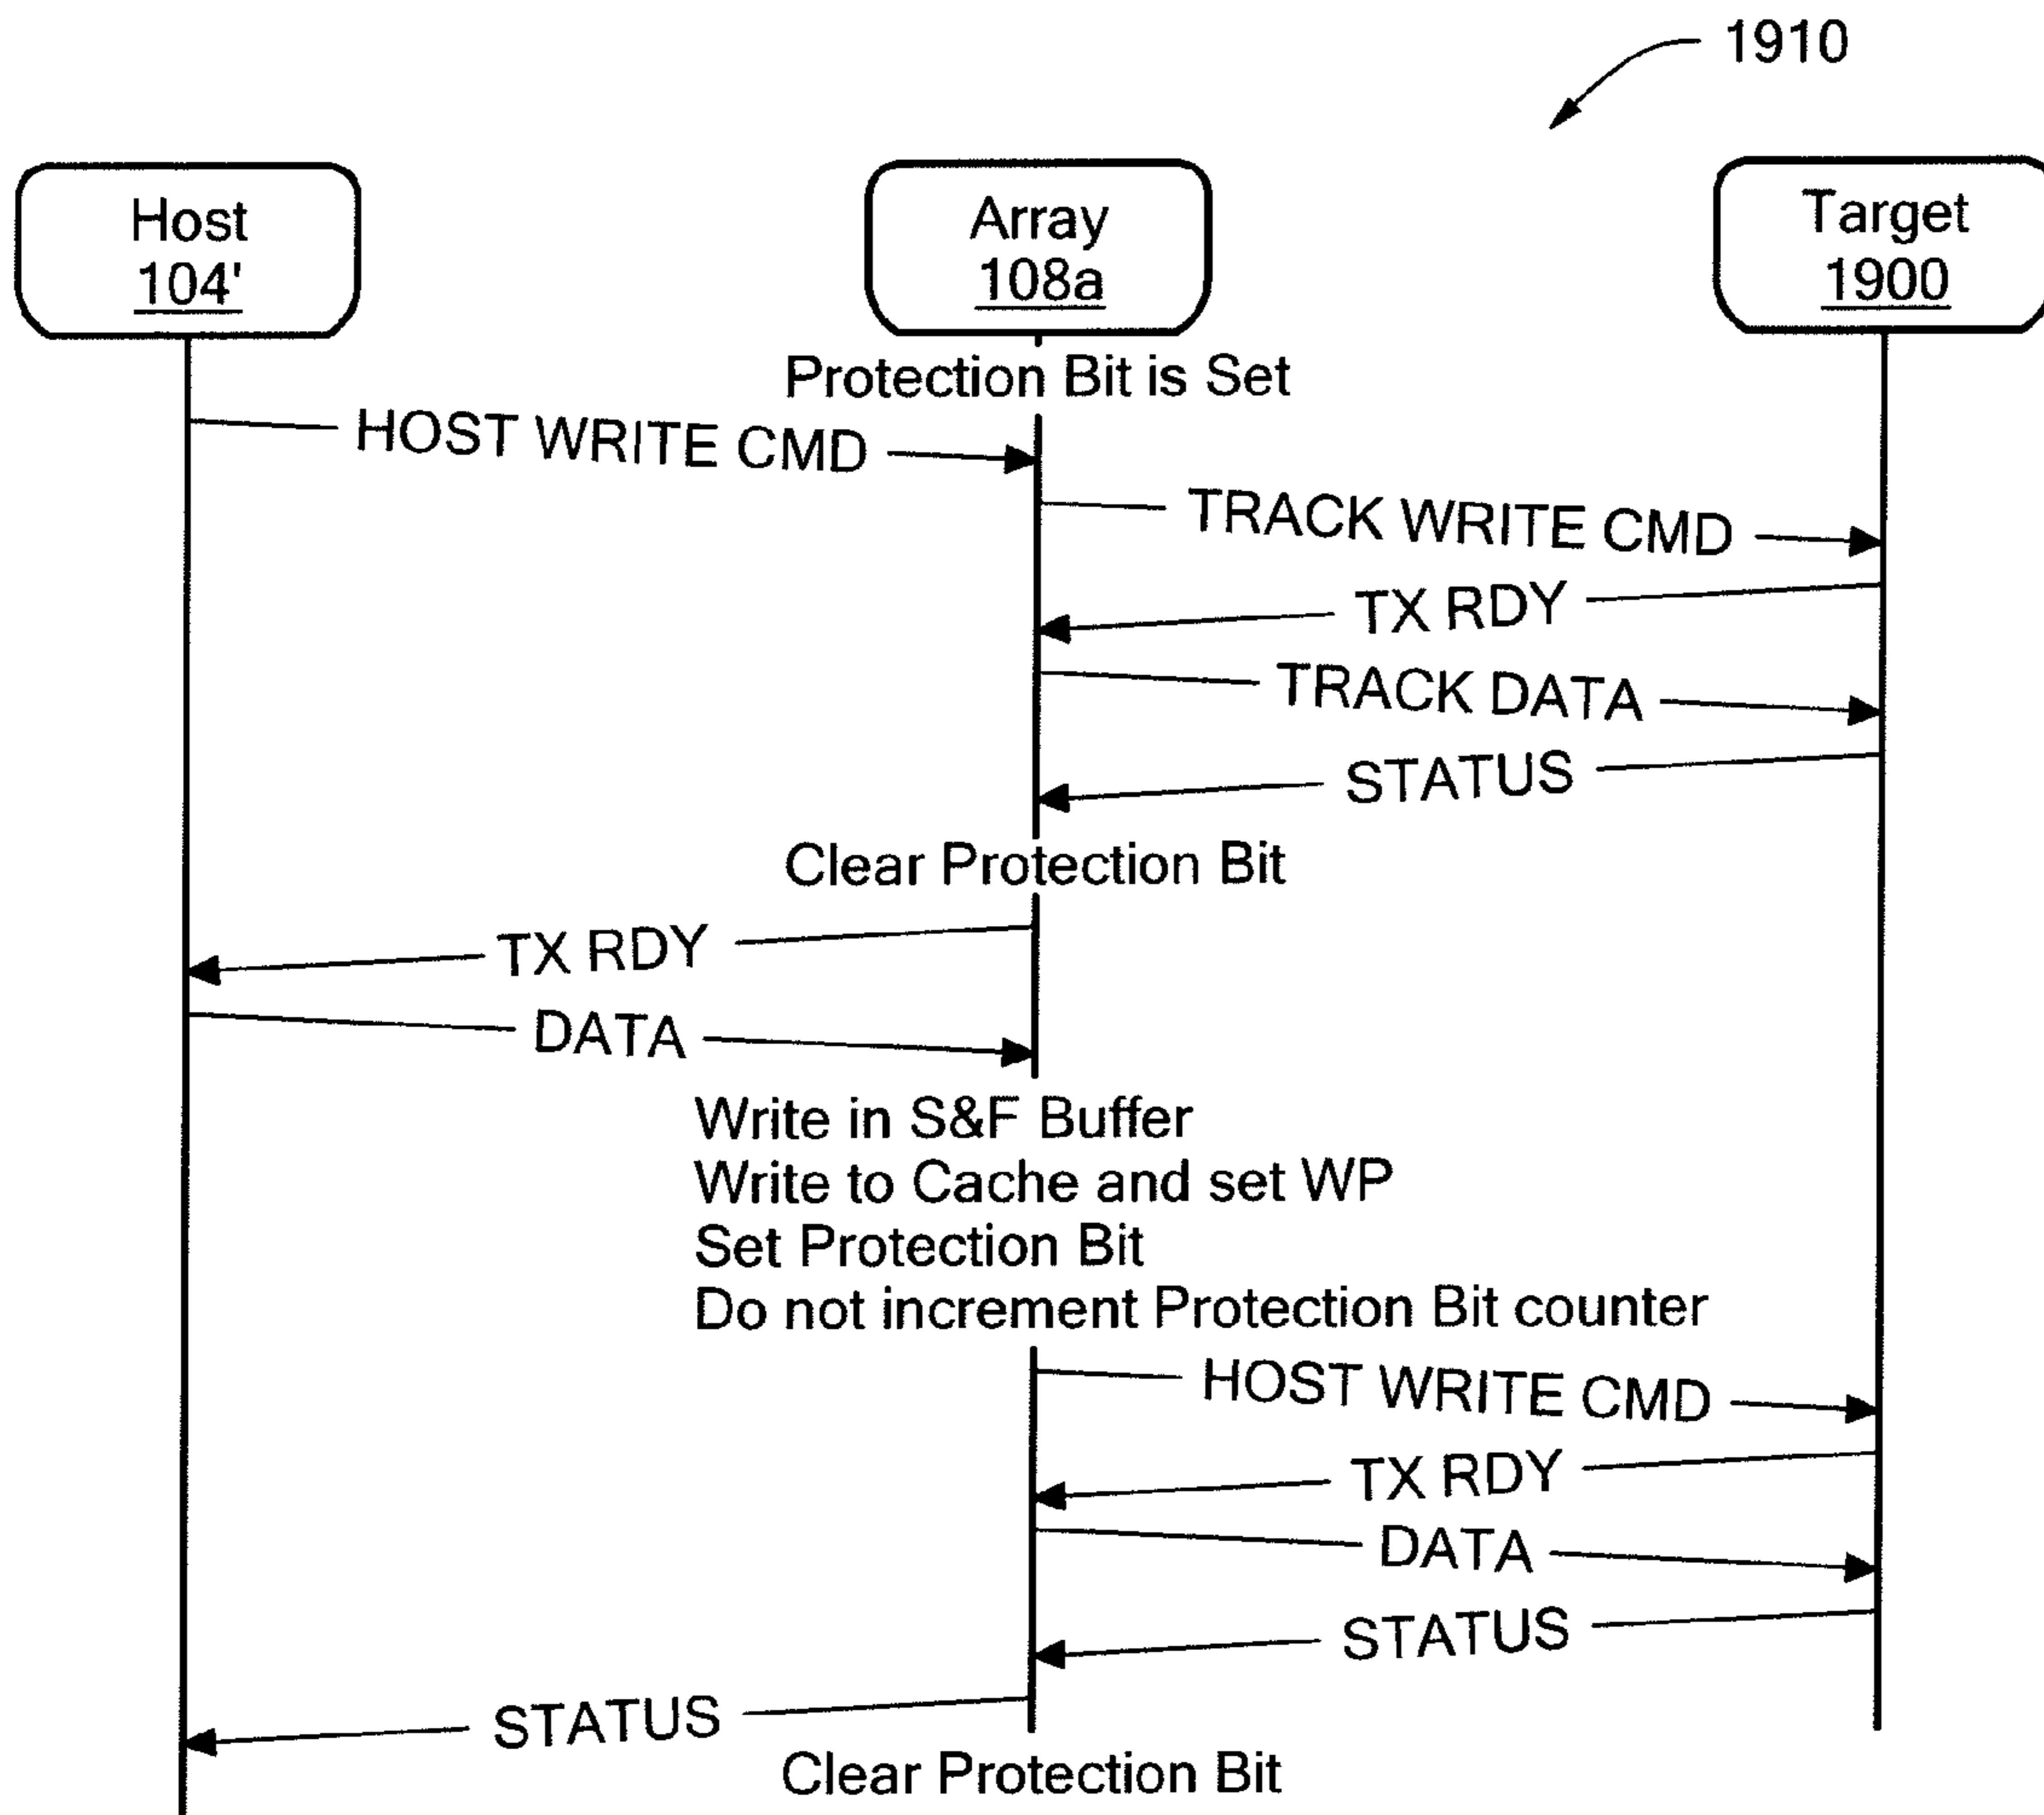 1910
Host
104'
Array
108a
Target
1900
Protection Bit is Set
HOST WRITE CMD
TRACK WRITE CMD
TX RDY
TRACK DATA
STATUS
Clear Protection Bit
TX RDY
DATA
Write in S&F Buffer
Write to Cache and set WP
Set Protection Bit
Do not increment Protection Bit counter
HOST WRITE CMD
TX RDY
DATA
STATUS
STATUS
Clear Protection Bit